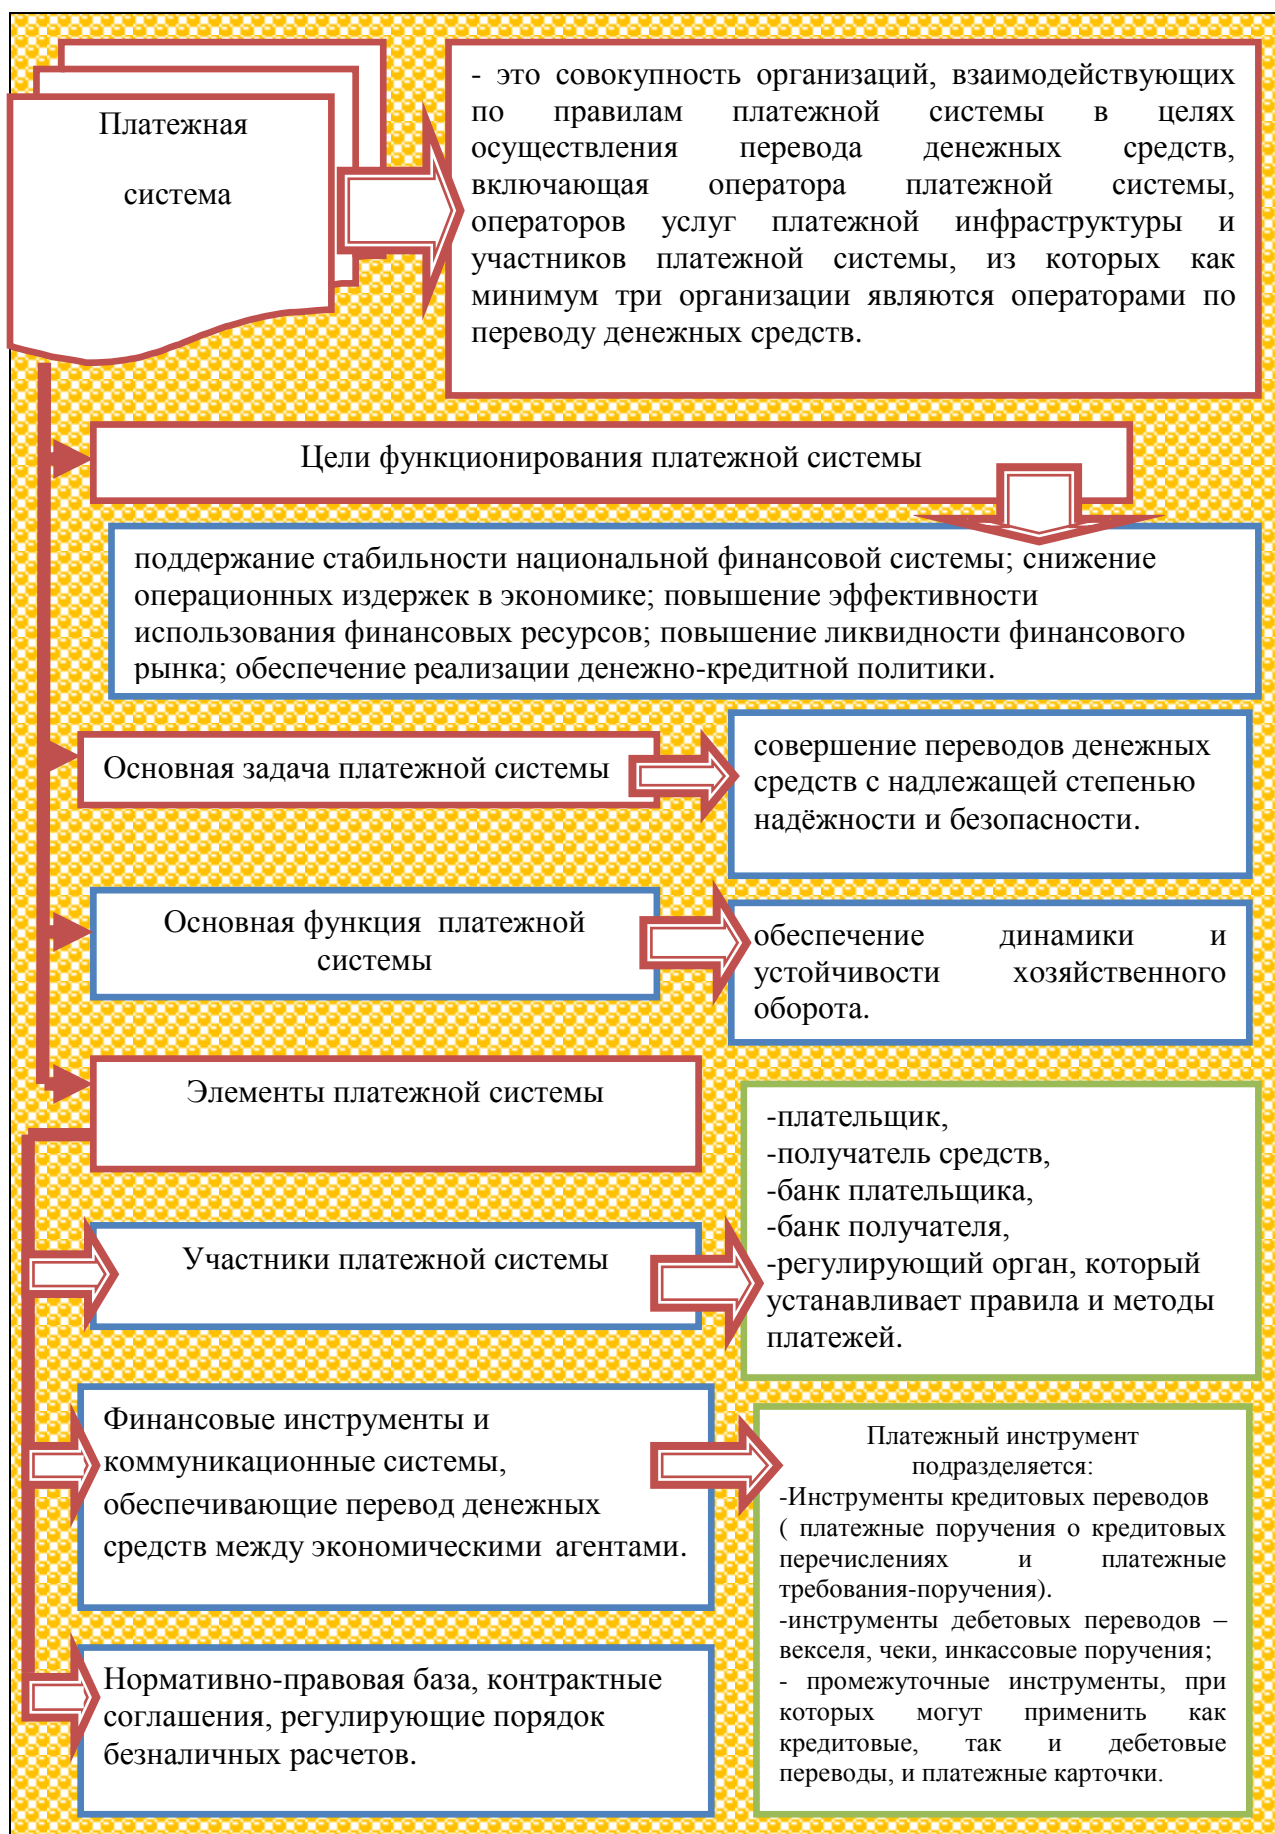 Платежная
система
- это совокупность организаций, взаимодействующих
по правилам платежной системы в целях
осуществления перевода денежных средств,
включающая оператора платежной системы,
операторов услуг платежной инфраструктуры и
участников платежной системы, из которых как
минимум три организации являются операторами по
переводу денежных средств.
Цели функционирования платежной системы
поддержание стабильности национальной финансовой системы; снижение
операционных издержек в экономике; повышение эффективности
использования финансовых ресурсов; повышение ликвидности финансового
рынка; обеспечение реализации денежно-кредитной политики.
Основная задача платежной системы
совершение переводов денежных
средств с надлежащей степенью
надёжности и безопасности.
Основная функция платежной
системы
обеспечение динамики и
устойчивости хозяйственного
оборота.
Элементы платежной системы
Участники платежной системы
-плательщик,
-получатель средств,
-банк плательщика,
-банк получателя,
-регулирующий орган, который
устанавливает правила и методы
платежей.
Финансовые инструменты и
коммуникационные системы,
обеспечивающие перевод денежных
средств между экономическими агентами.
Платежный инструмент
подразделяется:
-Инструменты кредитовых переводов
( платежные поручения о кредитовых
перечислениях и платежные
требования-поручения).
-инструменты дебетовых переводов –
векселя, чеки, инкассовые поручения;
- промежуточные инструменты, при
которых могут применить как
кредитовые, так и дебетовые
переводы, и платежные карточки.
Нормативно-правовая база, контрактные
соглашения, регулирующие порядок
безналичных расчетов.